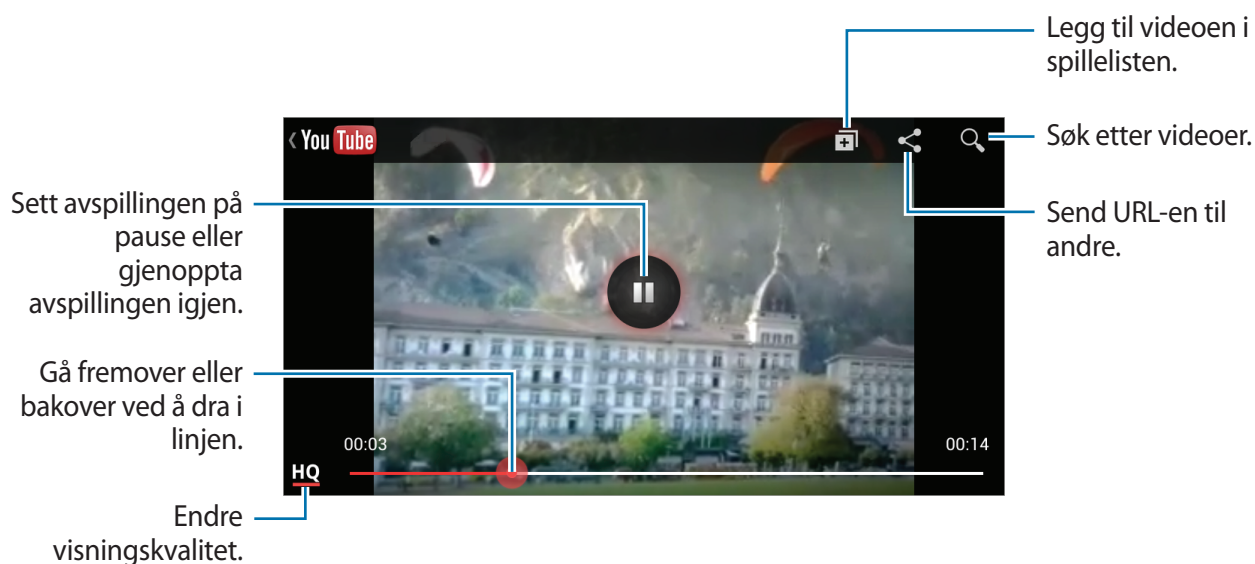 Legg til videoen i
spillelisten.
You Tube
Søk etter videoer.
Sett avspillingen på
pause eller
gjenoppta
avspillingen igjen.
Send URL-en til
andre.
Gå fremover eller
bakover ved å dra i
linjen.
00:03
00:14
HQ
Endre
visningskvalitet.